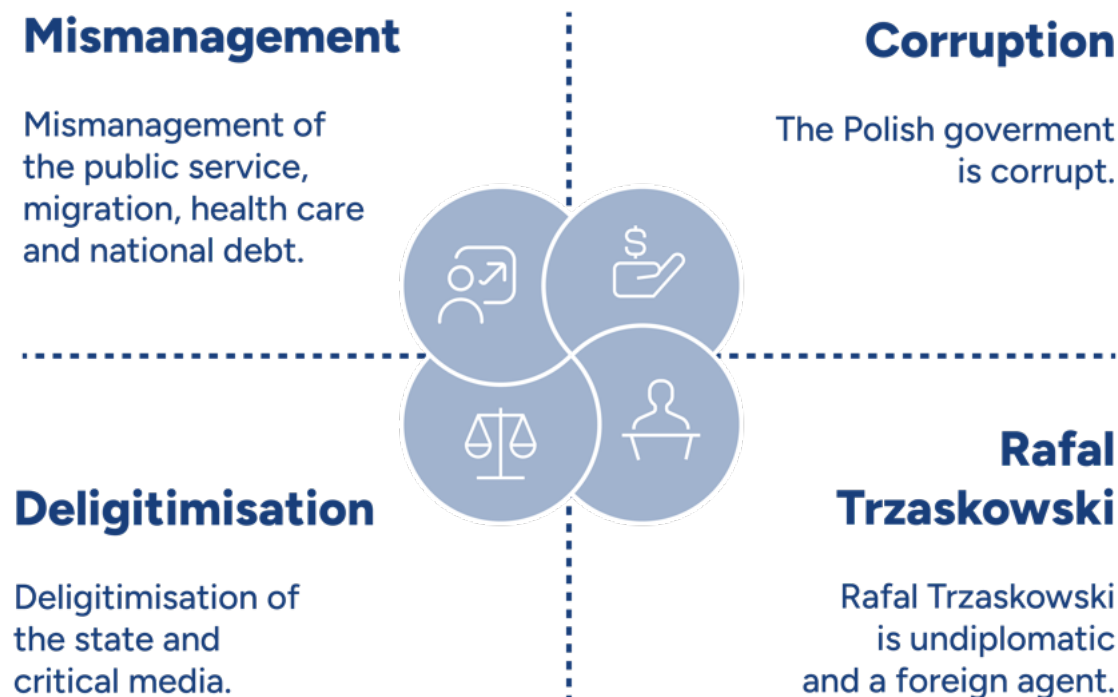 Mismanagement
Mismanagement of
the public service,
migration, health care
and national debt.
Corruption
The Polish goverment
is corrupt.
$
Deligitimisation
Deligitimisation of
the state and
critical media.
Rafal
Trzaskowski
Rafal Trzaskowski
is undiplomatic
and a foreign agent.